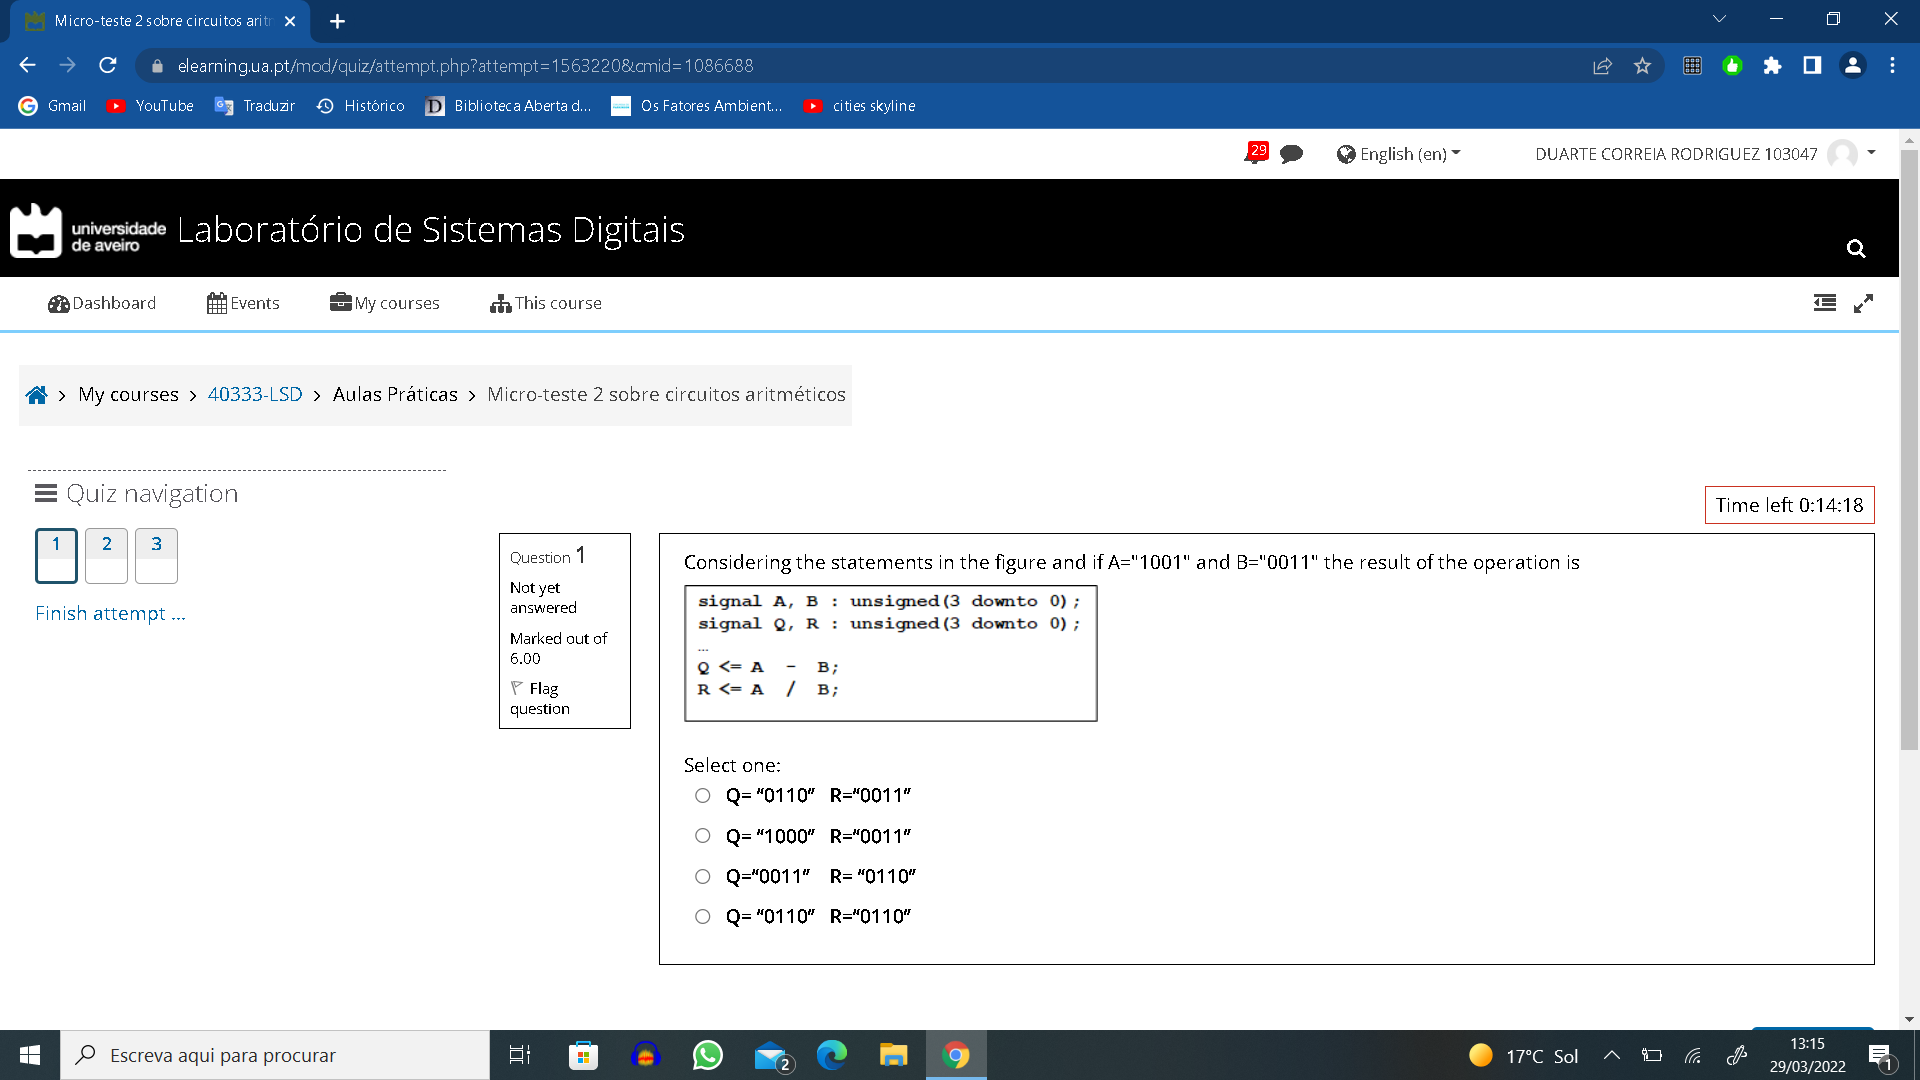 Micro-teste 2 sobre circuitos aritr
elearning.ua.pt/mod/quiz/attempt.php?attempt=1563220&cmid=1086688
Gmail YouTube Traduzir Histórico Biblioteca Aberta d... Os Fatores Ambient... cities skyline
29 English (en) DUARTE CORREIA RODRIGUEZ 103047
universidade de aveiro Laboratório de Sistemas Digitais
Dashboard Events My courses This course
My courses > 40333-LSD > Aulas Práticas > Micro-teste 2 sobre circuitos aritméticos
Quiz navigation
Time left 0:14:18
1 2 3
Finish attempt ...
Question 1
Not yet
answered
Marked out of
6.00
Flag
question
Considering the statements in the figure and if A="1001" and B="0011" the result of the operation is
signal A, B : unsigned(3 downto 0);
signal Q, R : unsigned(3 downto 0);
...
Q <= A - B;
R <= A / B;
Select one:
Q= “0110” R=“0011”
Q= “1000” R=“0011”
Q=“0011” R= “0110”
Q= “0110” R=“0110”
Escreva aqui para procurar
2
17°C Sol
13:15
29/03/2022
1